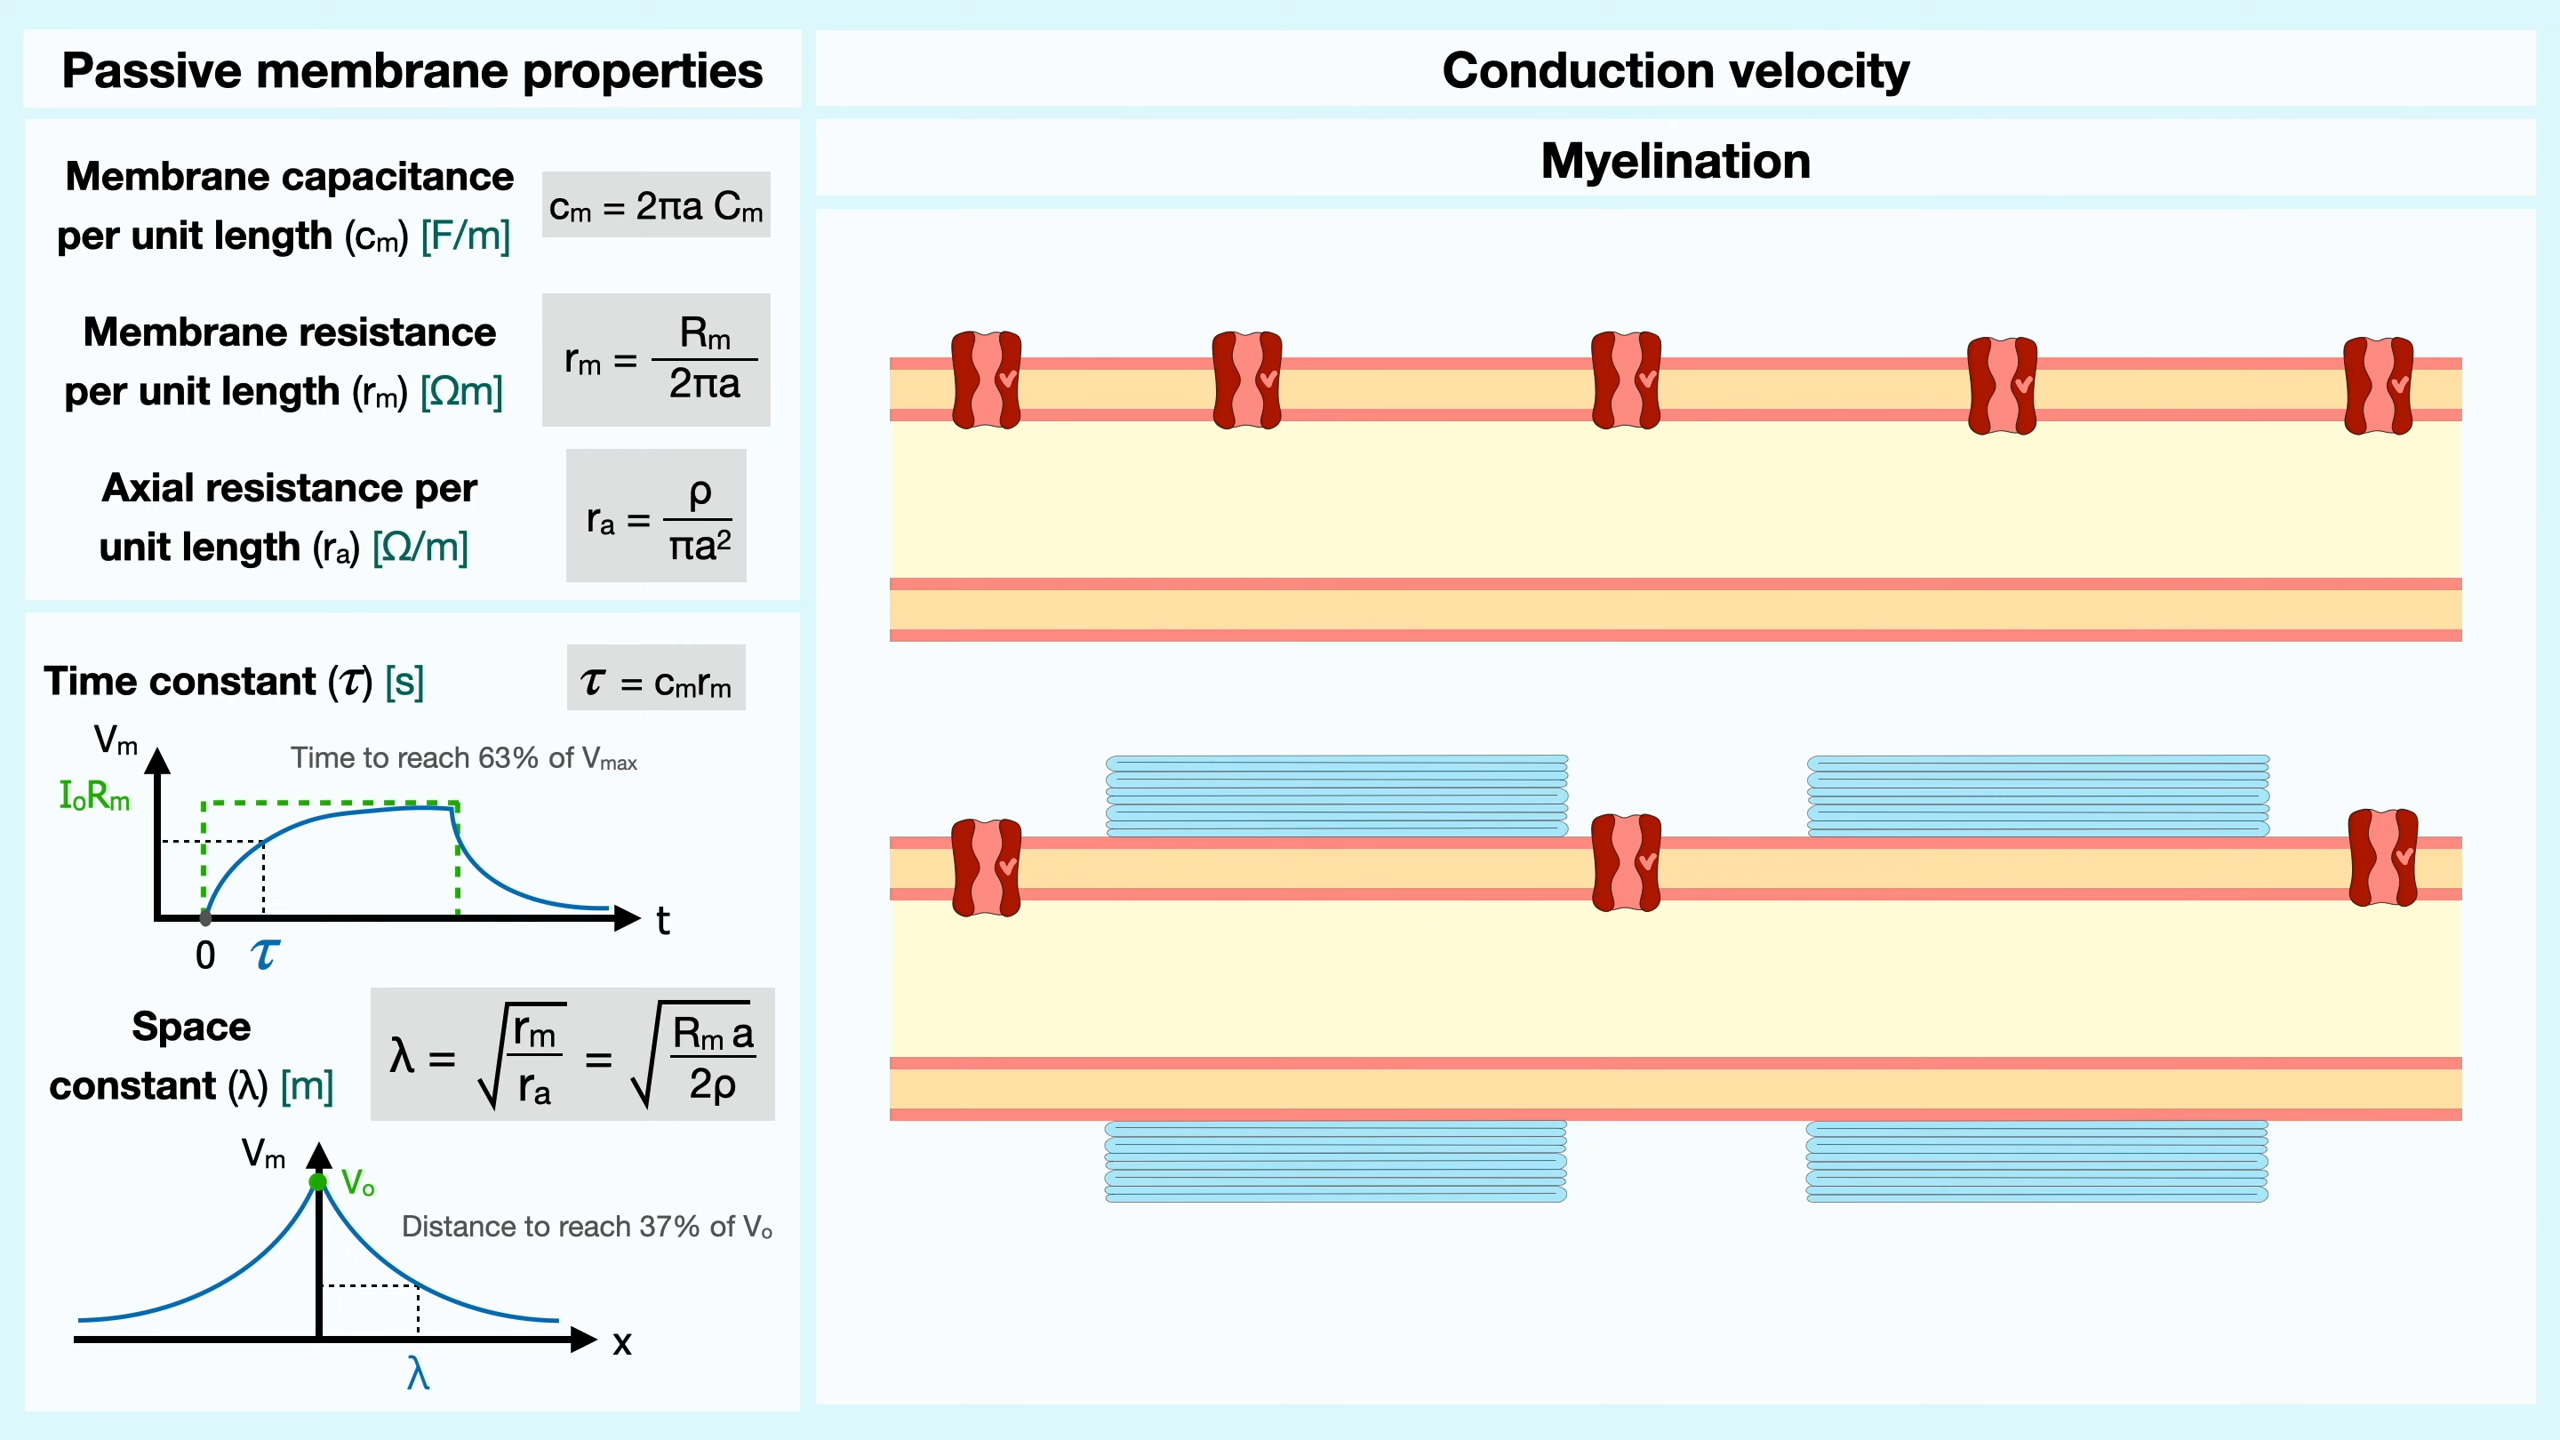 Passive membrane properties
Membrane capacitance
per unit length (cm) [F/m]
cm = 2πa Cm
Membrane resistance
per unit length (rm) [Ωm]
rm = Rm / 2πa
Axial resistance per
unit length (ra) [Ω/m]
ra = ρ / πa²
Time constant (τ) [s]
τ = cmrm
Vm
Time to reach 63% of Vmax
IoRm
t
0
τ
Space
constant (λ) [m]
λ = √(rm / ra) = √(Rm a / 2ρ)
Vm
Vo
Distance to reach 37% of Vo
x
λ
Conduction velocity
Myelination